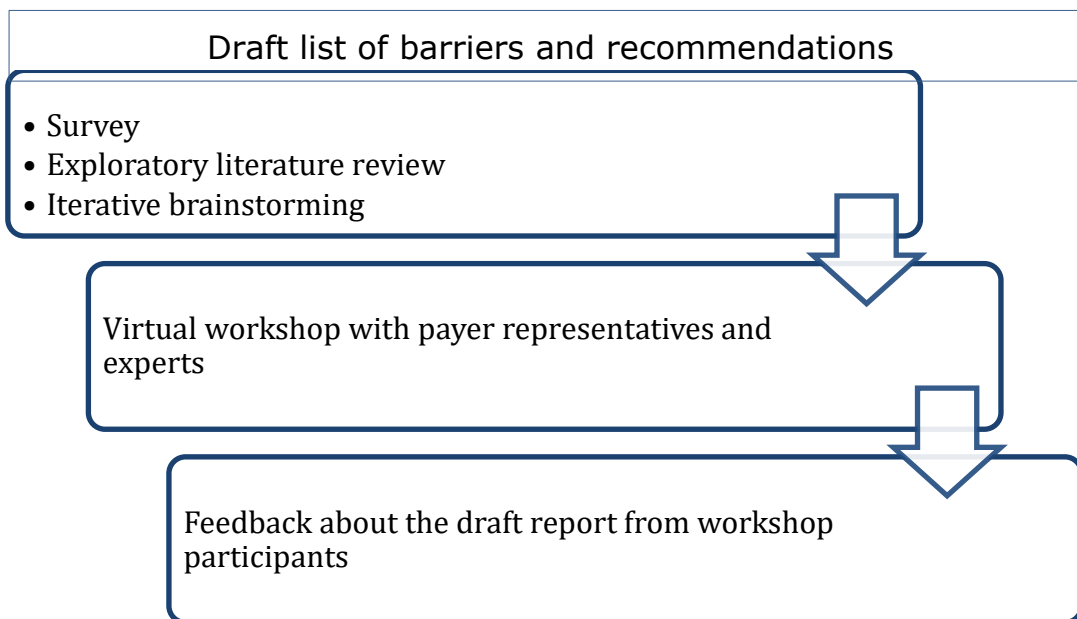 Draft list of barriers and recommendations
• Survey
• Exploratory literature review
• Iterative brainstorming
Virtual workshop with payer representatives and
experts
Feedback about the draft report from workshop
participants